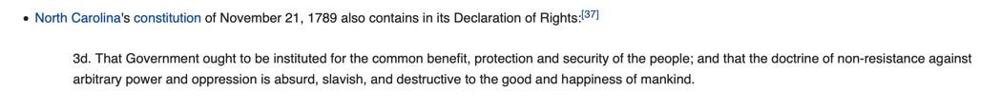 • North Carolina's constitution of November 21, 1789 also contains in its Declaration of Rights:[37]
3d. That Government ought to be instituted for the common benefit, protection and security of the people; and that the doctrine of non-resistance against
arbitrary power and oppression is absurd, slavish, and destructive to the good and happiness of mankind.